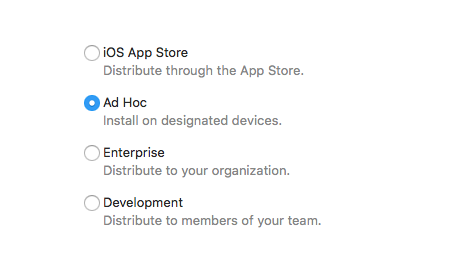 iOS App Store
Distribute through the App Store.
Ad Hoc
Install on designated devices.
Enterprise
Distribute to your organization.
Development
Distribute to members of your team.